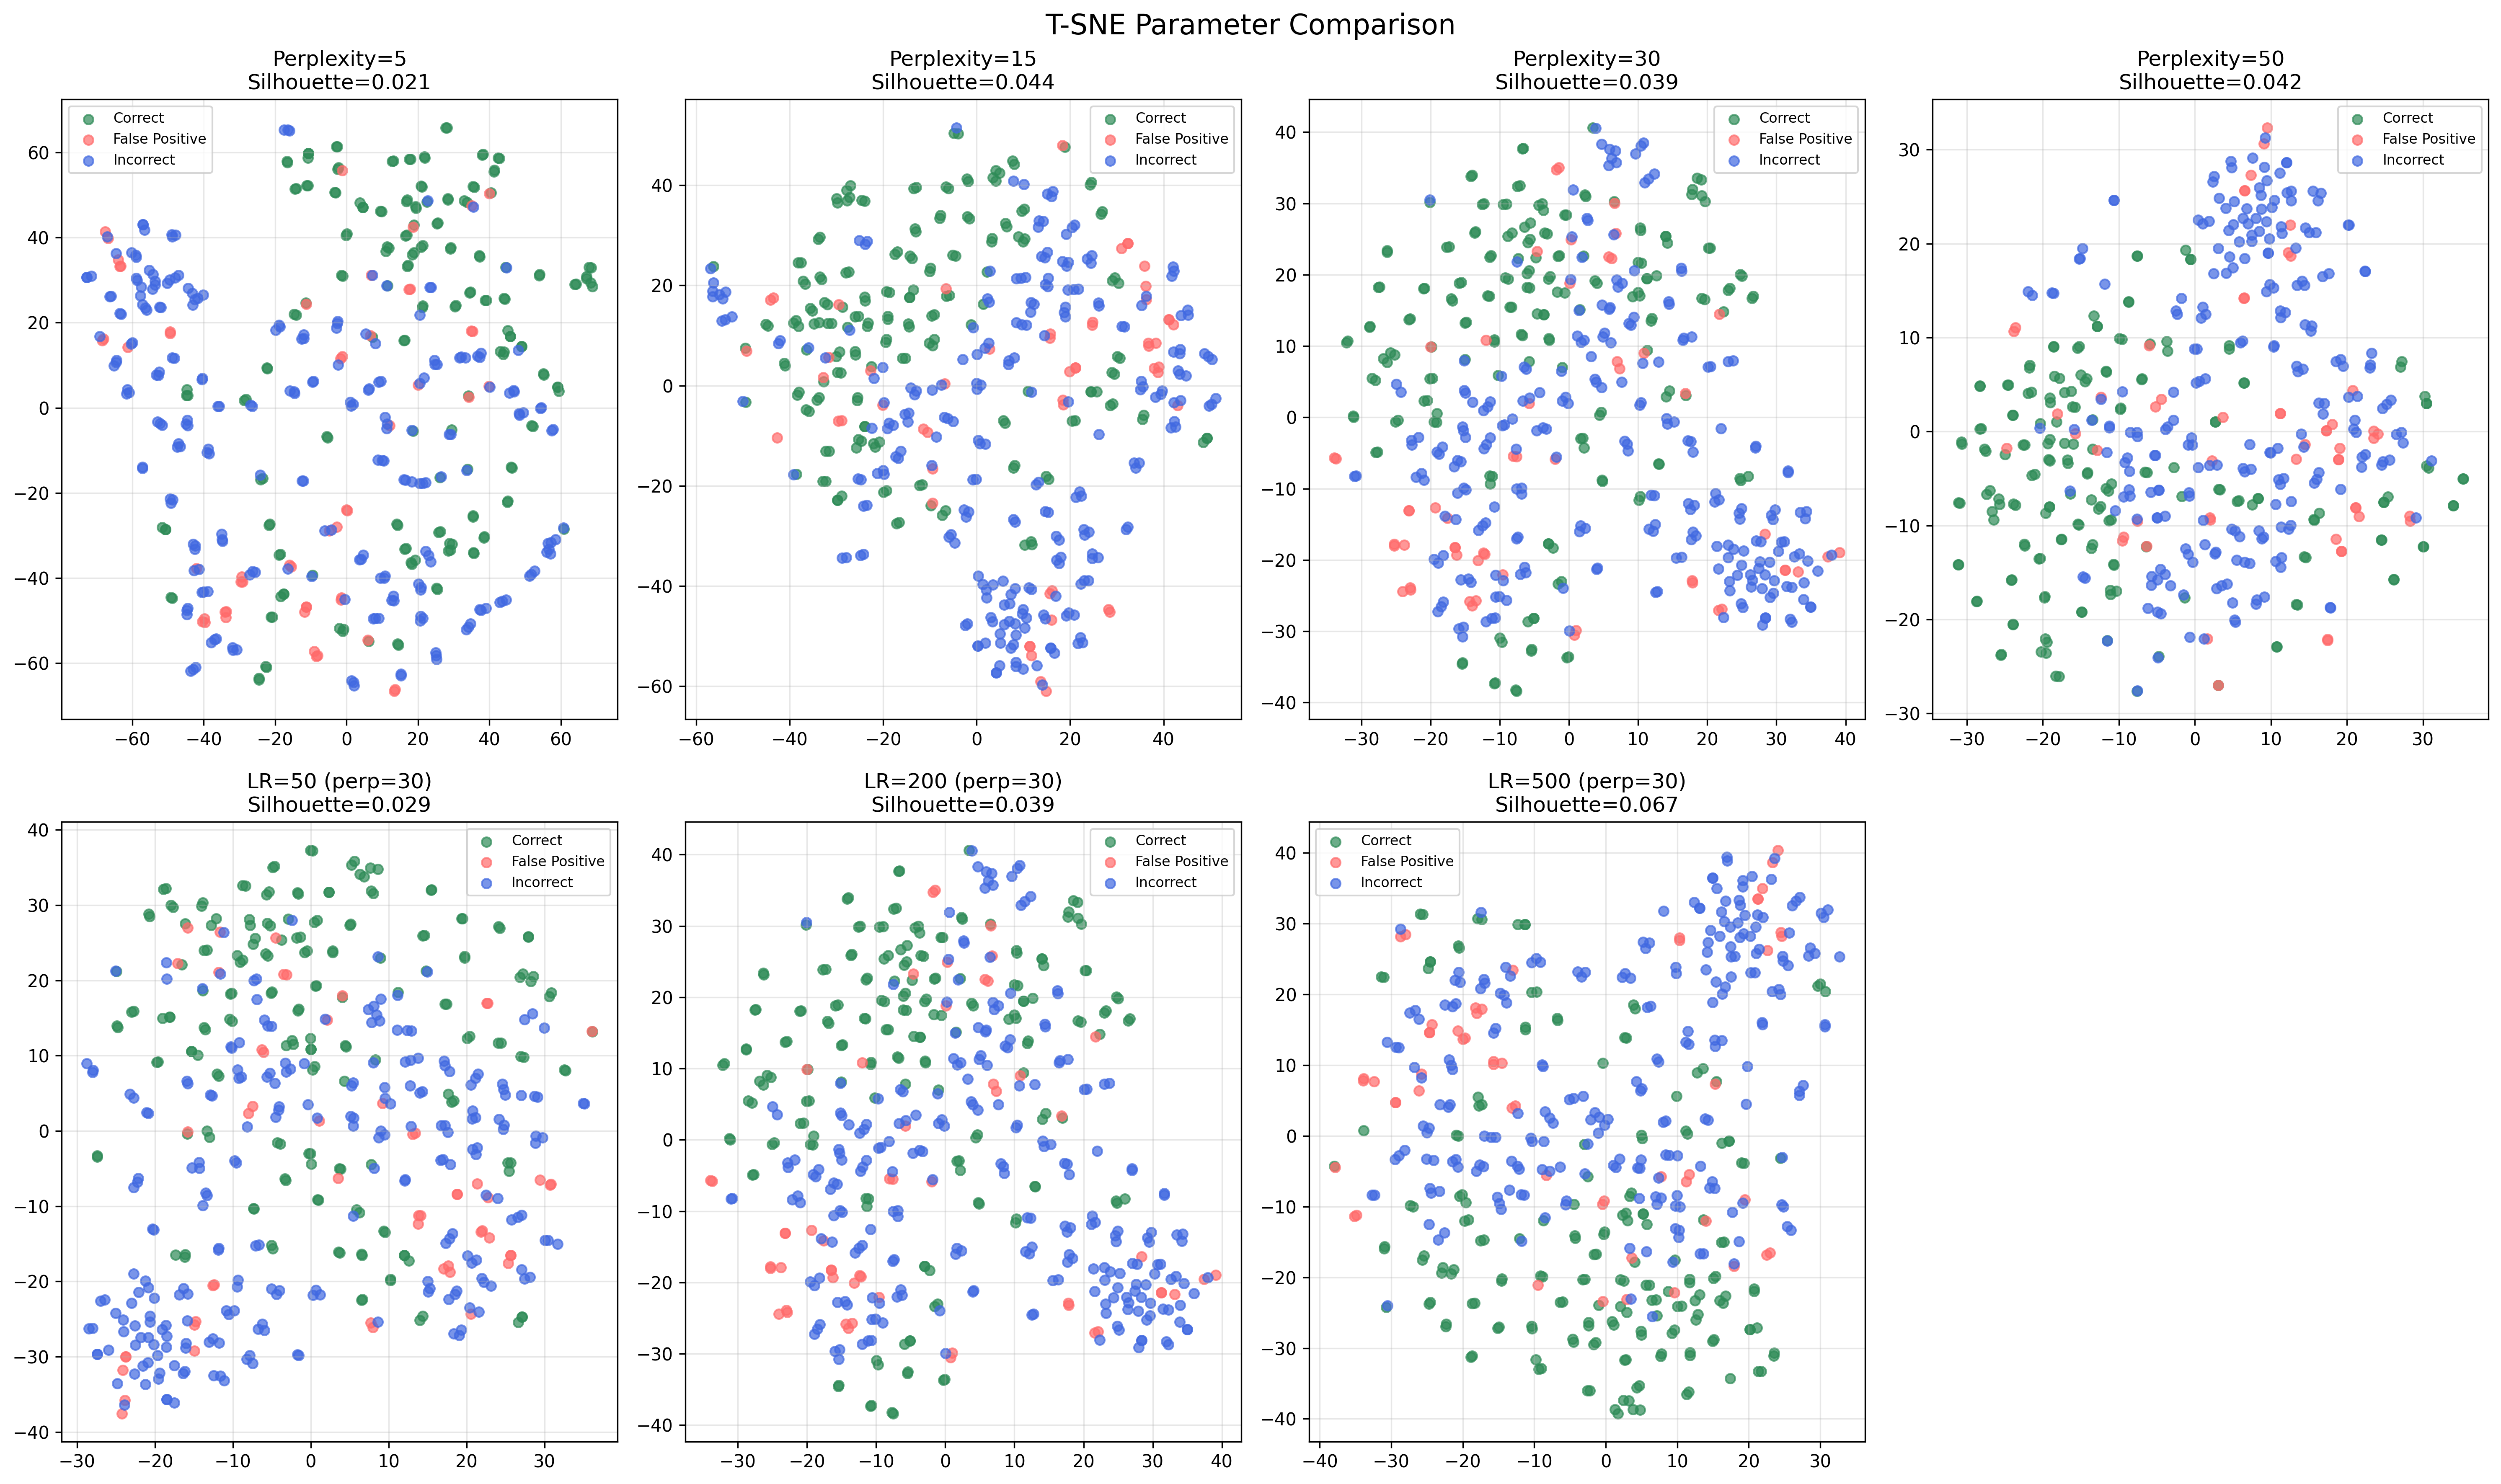 T-SNE Parameter Comparison
Perplexity=5
Silhouette=0.021
Correct
False Positive
Incorrect
60
40
20
0
−20
−40
−60
−60 −40 −20 0 20 40 60
Perplexity=15
Silhouette=0.044
Correct
False Positive
Incorrect
40
20
0
−20
−40
−60
−60 −40 −20 0 20 40
Perplexity=30
Silhouette=0.039
Correct
False Positive
Incorrect
40
30
20
10
0
−10
−20
−30
−40
−30 −20 −10 0 10 20 30 40
Perplexity=50
Silhouette=0.042
Correct
False Positive
Incorrect
30
20
10
0
−10
−20
−30
−30 −20 −10 0 10 20 30
LR=50 (perp=30)
Silhouette=0.029
Correct
False Positive
Incorrect
40
30
20
10
0
−10
−20
−30
−40
−30 −20 −10 0 10 20 30
LR=200 (perp=30)
Silhouette=0.039
Correct
False Positive
Incorrect
40
30
20
10
0
−10
−20
−30
−40
−30 −20 −10 0 10 20 30 40
LR=500 (perp=30)
Silhouette=0.067
Correct
False Positive
Incorrect
40
30
20
10
0
−10
−20
−30
−40
−40 −30 −20 −10 0 10 20 30